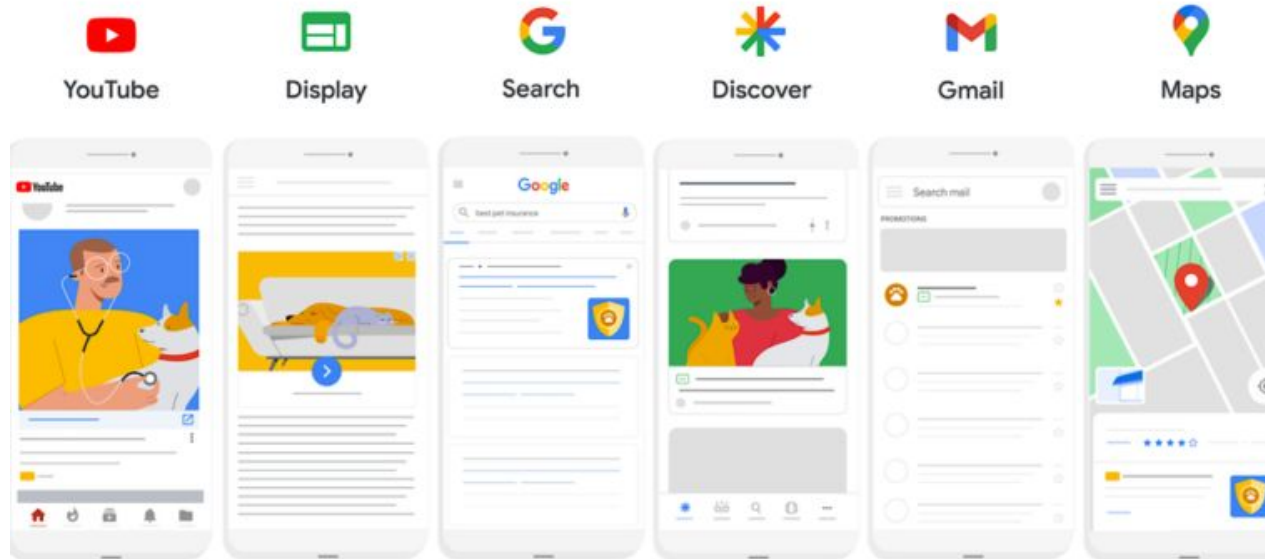 YouTube
Display
Search
Discover
Gmail
Maps
YouTube
Google
best pet insurance
Search mail
PROMOTIONS